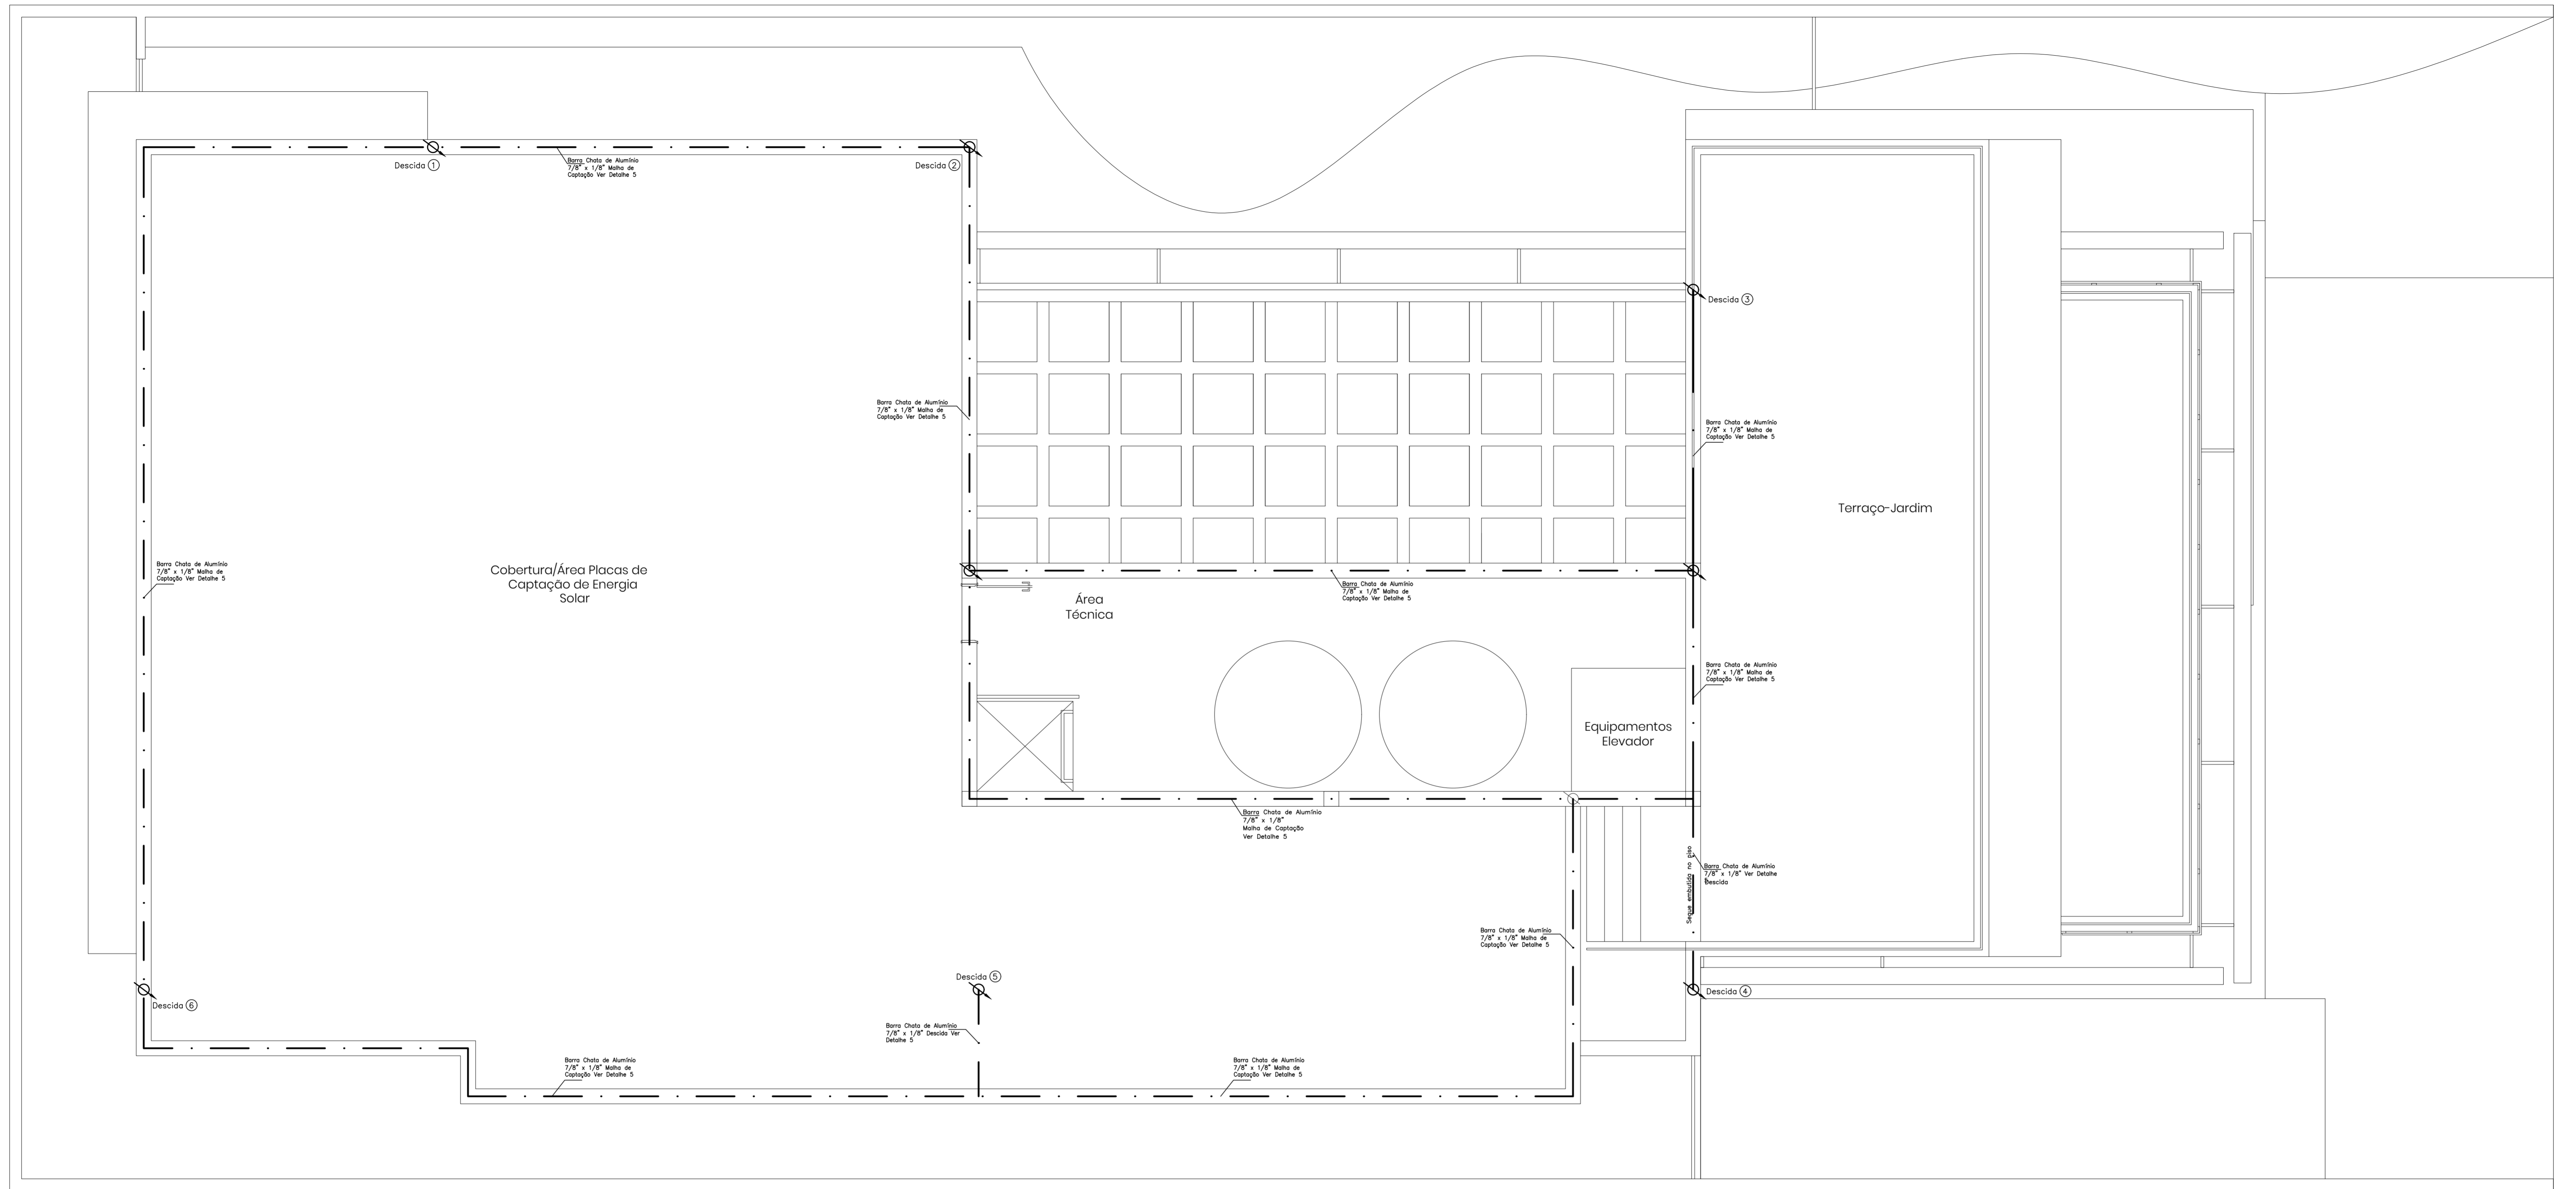 Descida 1
Barra Chata de Alumínio
7/8" x 1/8" Malha de
Captação Ver Detalhe 5
Descida 2
Descida 3
Barra Chata de Alumínio
7/8" x 1/8" Malha de
Captação Ver Detalhe 5
Barra Chata de Alumínio
7/8" x 1/8" Malha de
Captação Ver Detalhe 5
Terraço-Jardim
Barra Chata de Alumínio
7/8" x 1/8" Malha de
Captação Ver Detalhe 5
Cobertura/Área Placas de
Captação de Energia
Solar
Área
Técnica
Barra Chata de Alumínio
7/8" x 1/8" Malha de
Captação Ver Detalhe 5
Barra Chata de Alumínio
7/8" x 1/8" Malha de
Captação Ver Detalhe 5
Equipamentos
Elevador
Barra Chata de Alumínio
7/8" x 1/8"
Malha de Captação
Ver Detalhe 5
Segue embutida no piso
Barra Chata de Alumínio
7/8" x 1/8" Ver Detalhe
Descida
Barra Chata de Alumínio
7/8" x 1/8" Malha de
Captação Ver Detalhe 5
Descida 5
Descida 4
Descida 6
Barra Chata de Alumínio
7/8" x 1/8" Descida Ver
Detalhe 5
Barra Chata de Alumínio
7/8" x 1/8" Malha de
Captação Ver Detalhe 5
Barra Chata de Alumínio
7/8" x 1/8" Malha de
Captação Ver Detalhe 5